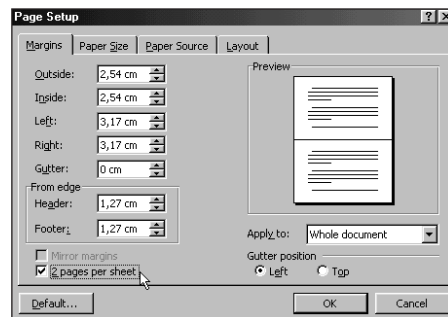 Page Setup
Margins Paper Size Paper Source Layout
Outside: 2,54 cm
Inside: 2,54 cm
Left: 3,17 cm
Right: 3,17 cm
Gutter: 0 cm
From edge
Header: 1,27 cm
Footer: 1,27 cm
Mirror margins
2 pages per sheet
Preview
Apply to: Whole document
Gutter position
Left Top
Default... OK Cancel